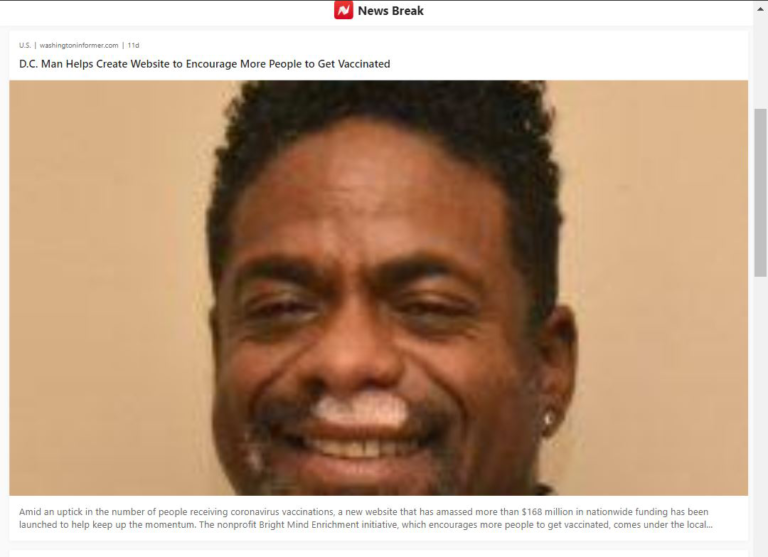 News Break
U.S. | washingtoninformer.com | 11d
D.C. Man Helps Create Website to Encourage More People to Get Vaccinated
Amid an uptick in the number of people receiving coronavirus vaccinations, a new website that has amassed more than $168 million in nationwide funding has been
launched to help keep up the momentum. The nonprofit Bright Mind Enrichment initiative, which encourages more people to get vaccinated, comes under the local...